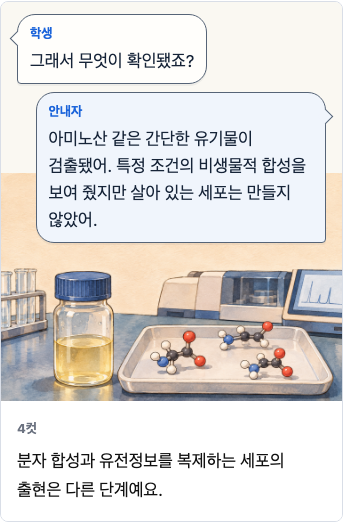 학생
그래서 무엇이 확인됐죠?
안내자
아미노산 같은 간단한 유기물이
검출됐어. 특정 조건의 비생물적 합성을
보여 줬지만 살아 있는 세포는 만들지
않았어.
4컷
분자 합성과 유전정보를 복제하는 세포의
출현은 다른 단계예요.